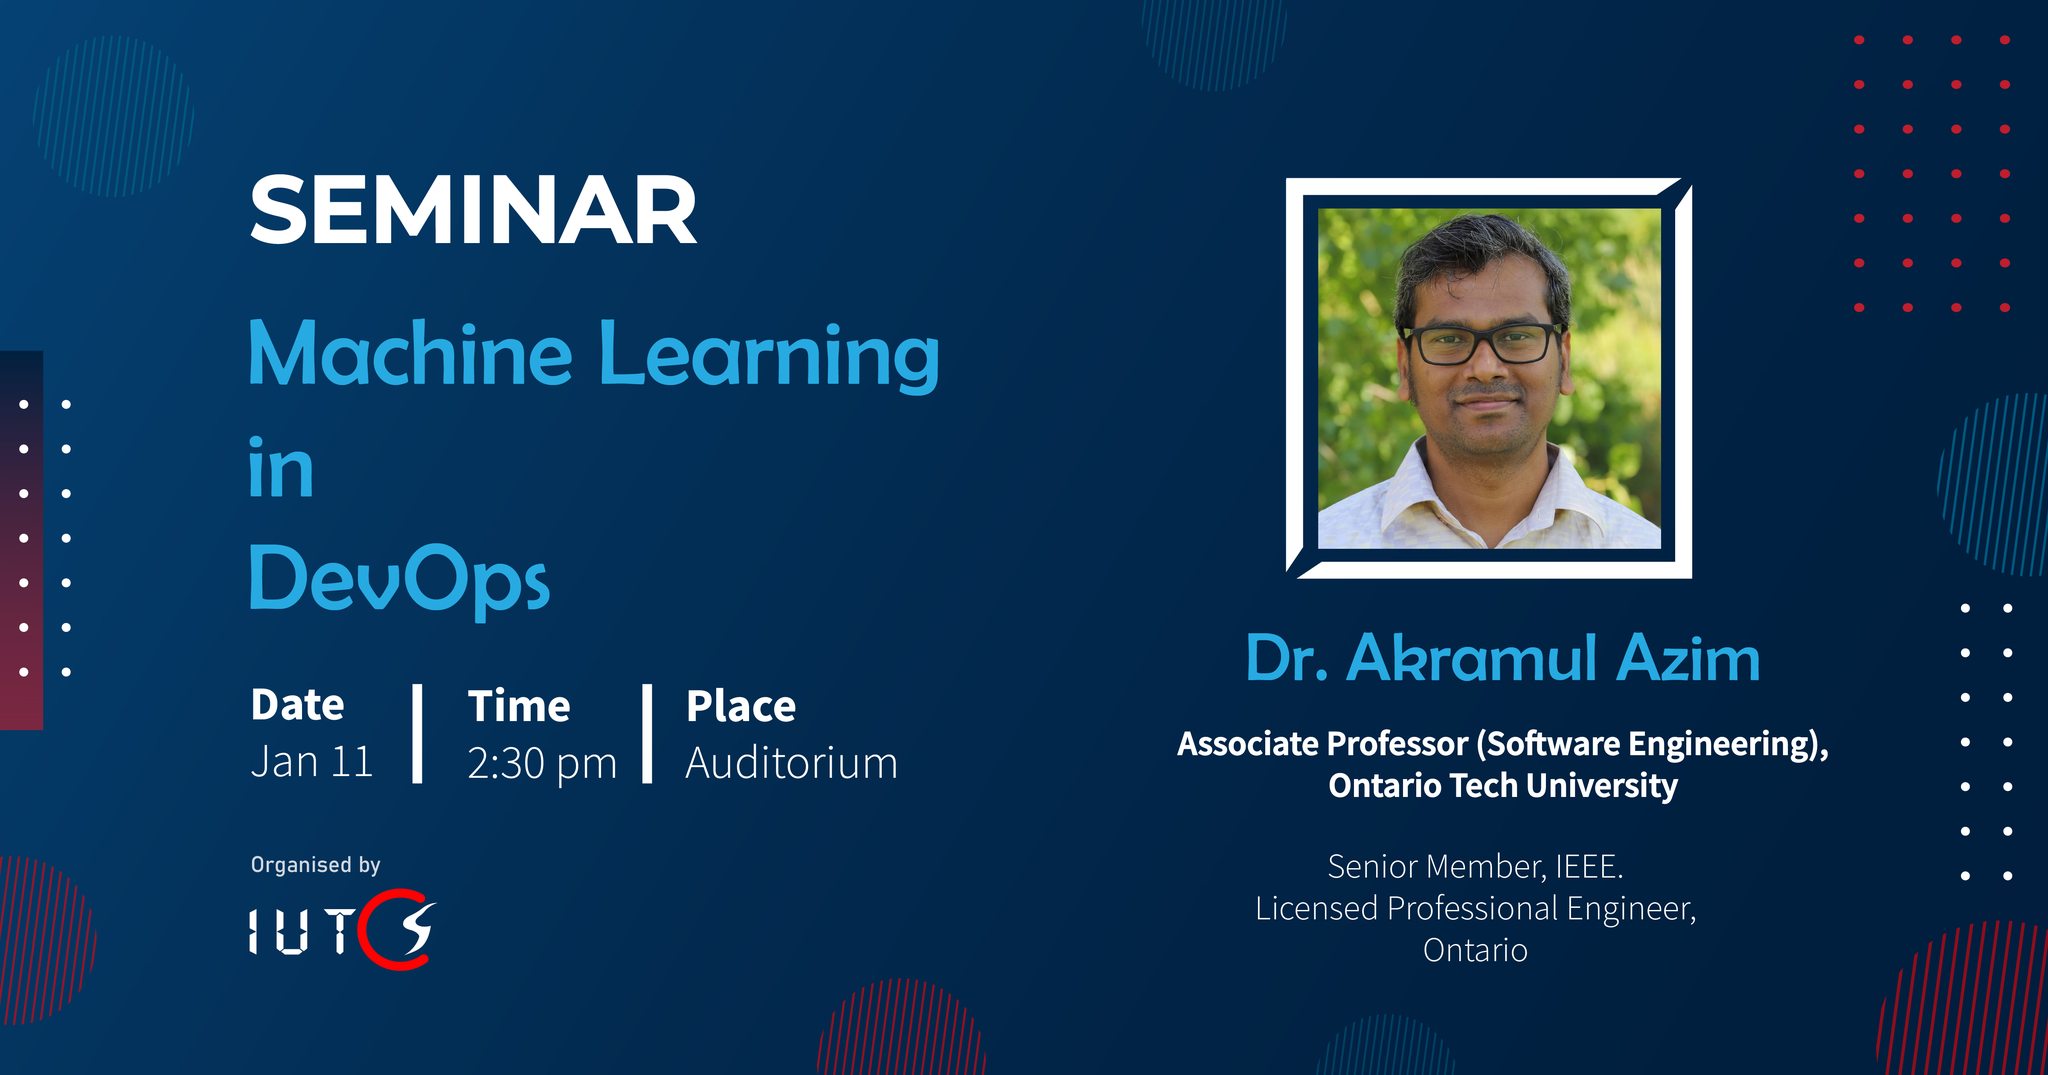 SEMINAR
Machine Learning
in
DevOps
Date
Jan 11
Time
2:30 pm
Place
Auditorium
Organised by
IUTCS
Dr. Akramul Azim
Associate Professor (Software Engineering),
Ontario Tech University
Senior Member, IEEE.
Licensed Professional Engineer,
Ontario